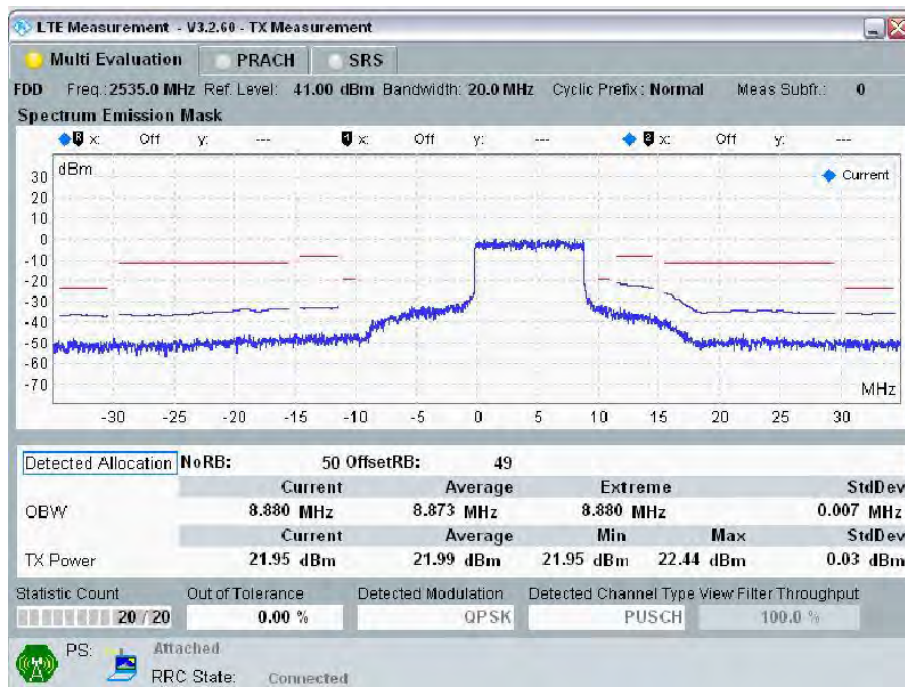 LTE Measurement - V3.2.60 - TX Measurement
Multi Evaluation PRACH SRS
FDD Freq.: 2535.0 MHz Ref. Level: 41.00 dBm Bandwidth: 20.0 MHz Cyclic Prefix: Normal Meas Subfr.: 0
Spectrum Emission Mask
R x: Off y: --- 1 x: Off y: --- 2 x: Off y: ---
dBm
Current
30
20
10
0
-10
-20
-30
-40
-50
-60
-70
MHz
-30 -25 -20 -15 -10 -5 0 5 10 15 20 25 30
Detected Allocation NoRB: 50 OffsetRB: 49
Current Average Extreme StdDev
OBW 8.880 MHz 8.873 MHz 8.880 MHz 0.007 MHz
Current Average Min Max StdDev
TX Power 21.95 dBm 21.99 dBm 21.95 dBm 22.44 dBm 0.03 dBm
Statistic Count Out of Tolerance Detected Modulation Detected Channel Type View Filter Throughput
20 / 20 0.00 % QPSK PUSCH 100.0 %
PS: Attached
RRC State: Connected